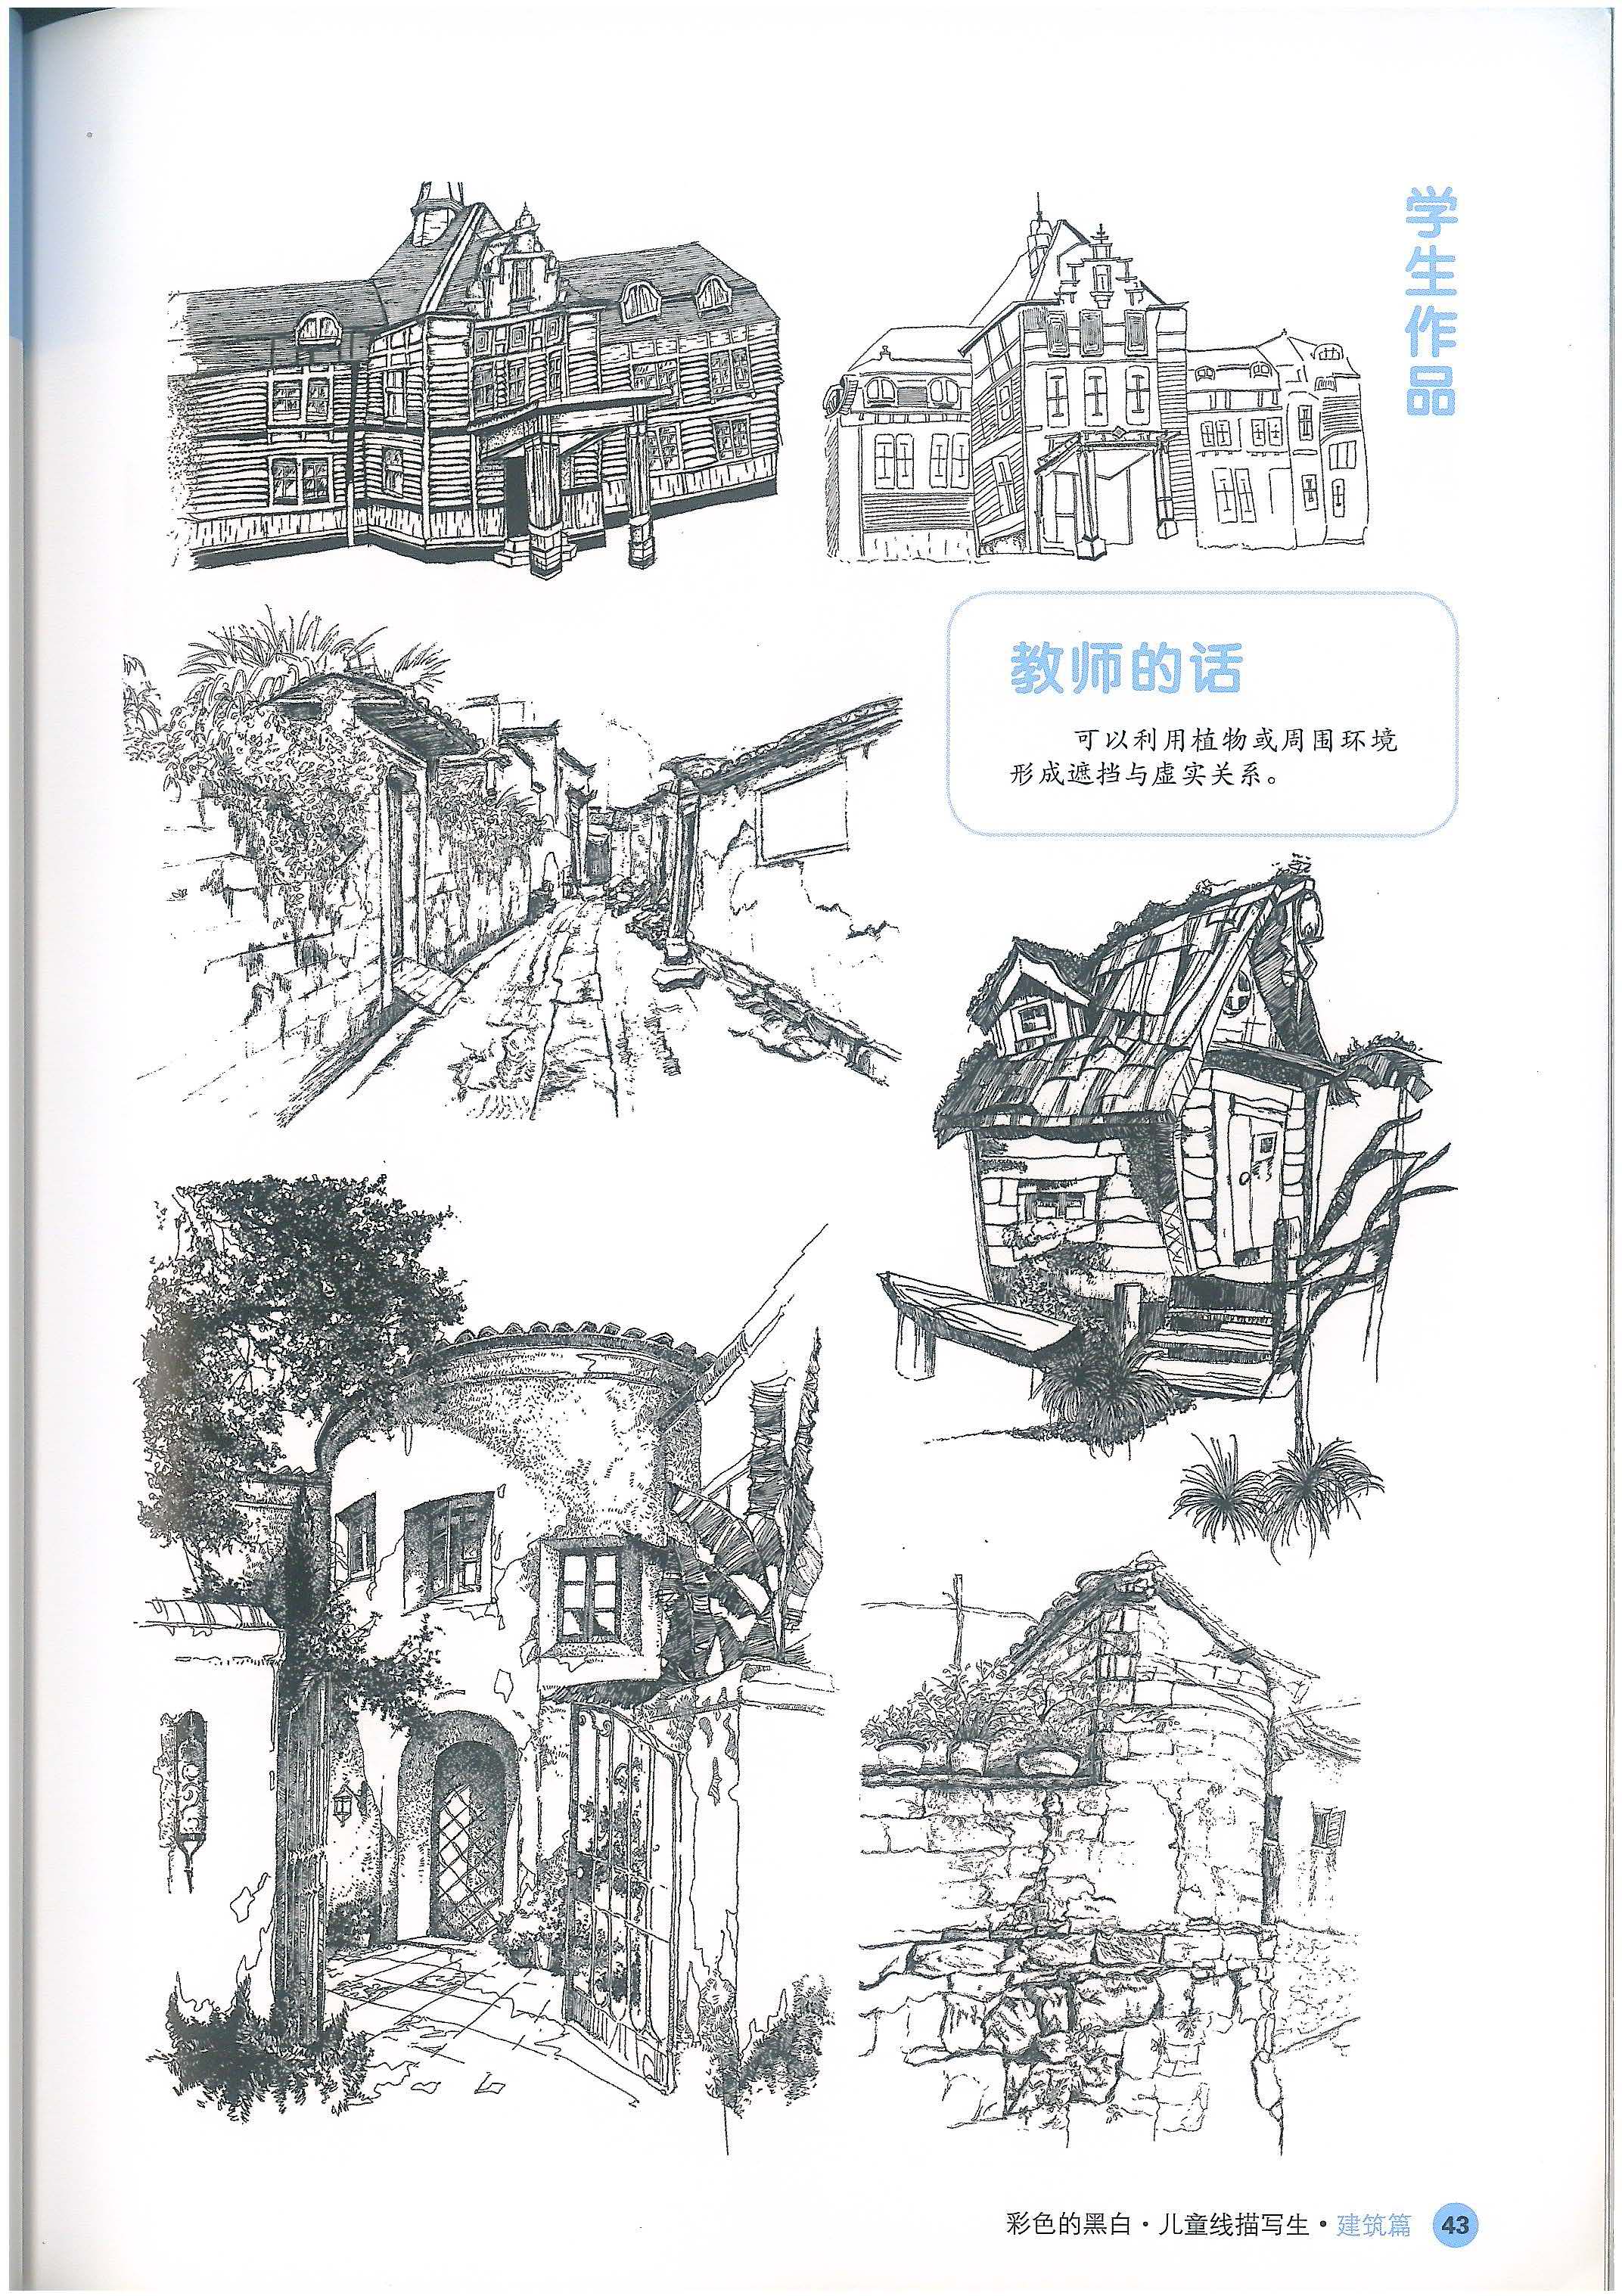 学生作品
教师的话
可以利用植物或周围环境
形成遮挡与虚实关系。
彩色的黑白·儿童线描写生·建筑篇 43